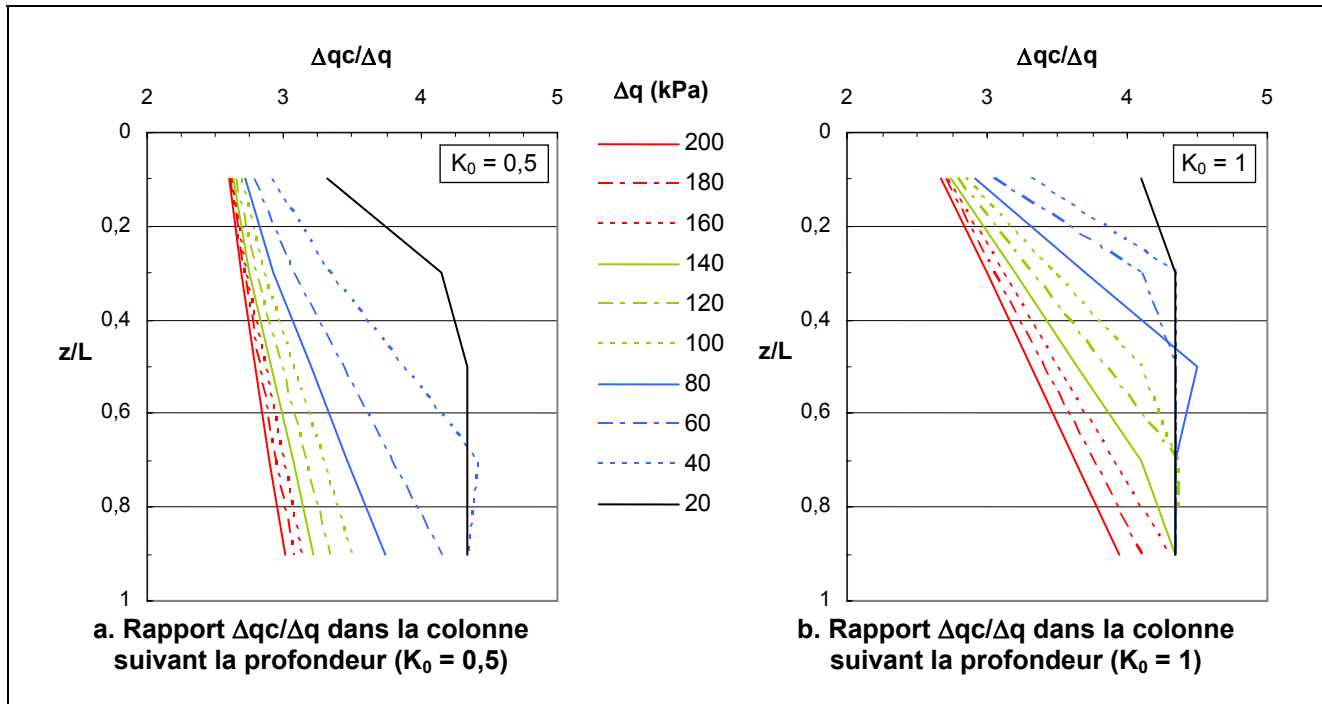 Δqc/Δq
2 3 4 5
0
0,2
0,4
z/L
0,6
0,8
1
K₀ = 0,5
a. Rapport Δqc/Δq dans la colonne
suivant la profondeur (K₀ = 0,5)
Δq (kPa)
200
180
160
140
120
100
80
60
40
20
Δqc/Δq
2 3 4 5
0
0,2
0,4
z/L
0,6
0,8
1
K₀ = 1
b. Rapport Δqc/Δq dans la colonne
suivant la profondeur (K₀ = 1)